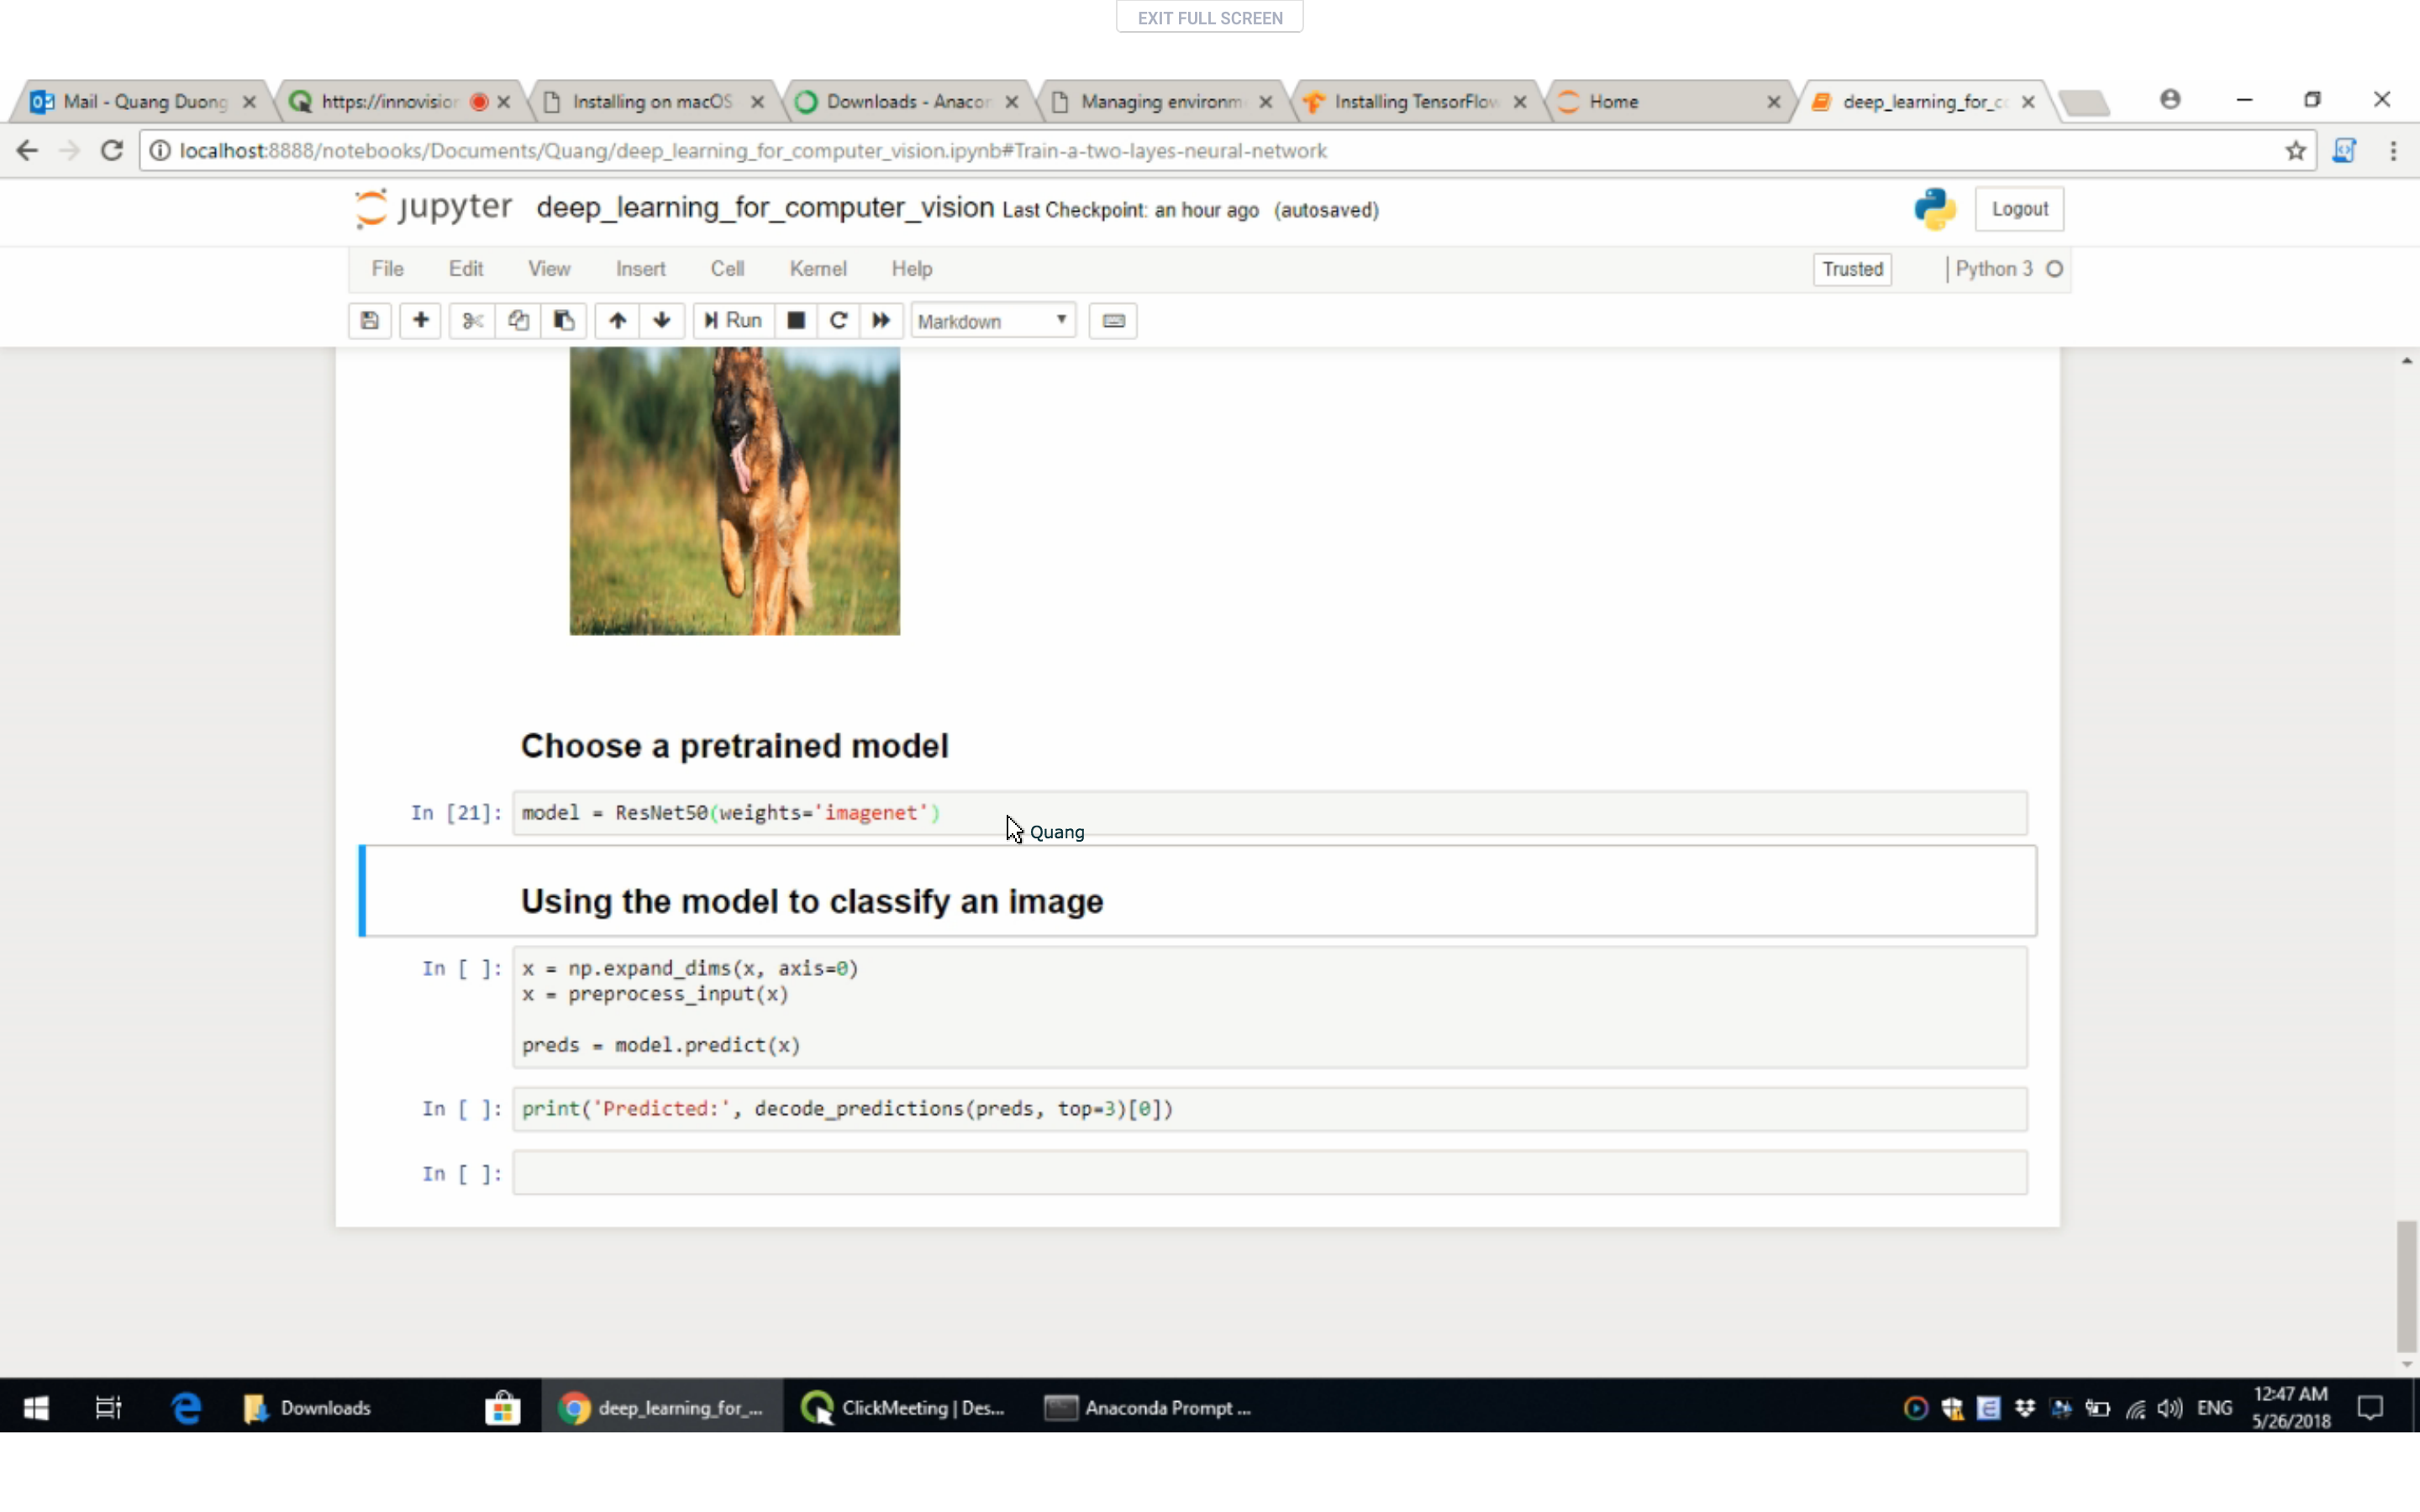 EXIT FULL SCREEN
Mail - Quang Duong
https://innovision
Installing on macOS
Downloads - Anacor
Managing environm
Installing TensorFlow
Home
deep_learning_for_cc
localhost:8888/notebooks/Documents/Quang/deep_learning_for_computer_vision.ipynb#Train-a-two-layes-neural-network
jupyter deep_learning_for_computer_vision Last Checkpoint: an hour ago (autosaved)
Logout
File Edit View Insert Cell Kernel Help
Trusted
Python 3
Run
Markdown
Choose a pretrained model
In [21]: model = ResNet50(weights='imagenet')
Quang
Using the model to classify an image
In [ ]: x = np.expand_dims(x, axis=0)
x = preprocess_input(x)
preds = model.predict(x)
In [ ]: print('Predicted:', decode_predictions(preds, top=3)[0])
In [ ]:
Downloads
deep_learning_for_...
ClickMeeting | Des...
Anaconda Prompt ...
ENG
12:47 AM
5/26/2018